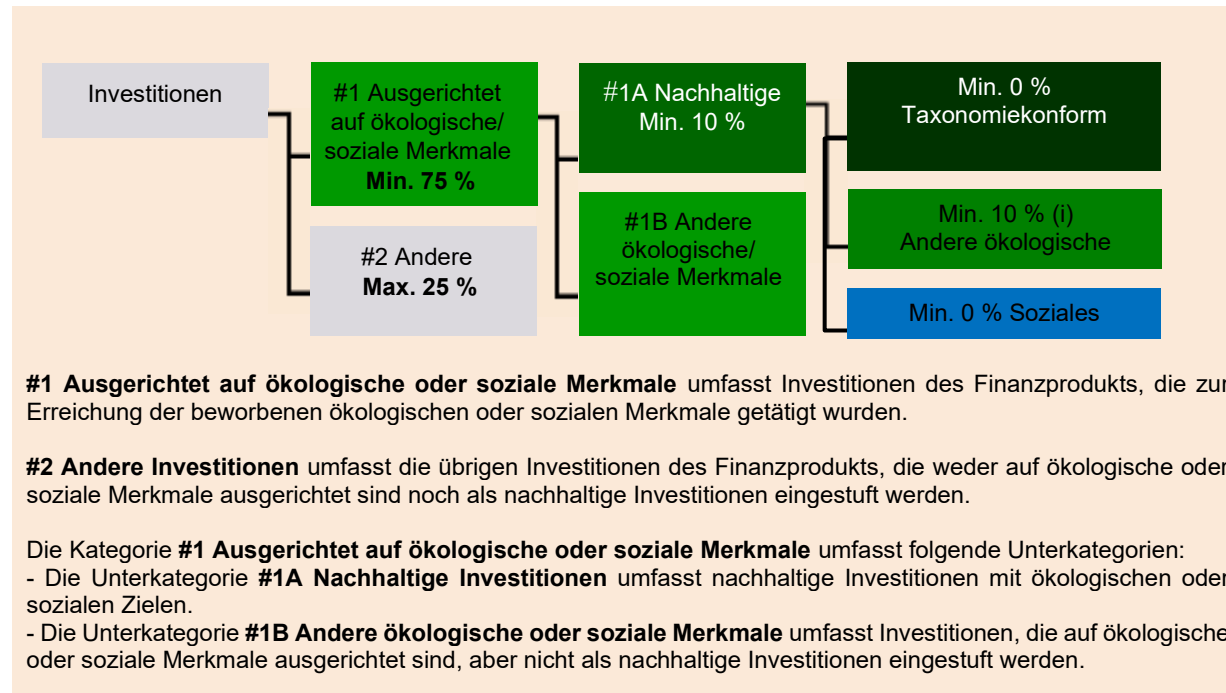 Investitionen
#1 Ausgerichtet
auf ökologische/
soziale Merkmale
Min. 75 %
#2 Andere
Max. 25 %
#1A Nachhaltige
Min. 10 %
#1B Andere
ökologische/
soziale Merkmale
Min. 0 %
Taxonomiekonform
Min. 10 % (i)
Andere ökologische
Min. 0 % Soziales
#1 Ausgerichtet auf ökologische oder soziale Merkmale umfasst Investitionen des Finanzprodukts, die zur
Erreichung der beworbenen ökologischen oder sozialen Merkmale getätigt wurden.
#2 Andere Investitionen umfasst die übrigen Investitionen des Finanzprodukts, die weder auf ökologische oder
soziale Merkmale ausgerichtet sind noch als nachhaltige Investitionen eingestuft werden.
Die Kategorie #1 Ausgerichtet auf ökologische oder soziale Merkmale umfasst folgende Unterkategorien:
- Die Unterkategorie #1A Nachhaltige Investitionen umfasst nachhaltige Investitionen mit ökologischen oder
sozialen Zielen.
- Die Unterkategorie #1B Andere ökologische oder soziale Merkmale umfasst Investitionen, die auf ökologische
oder soziale Merkmale ausgerichtet sind, aber nicht als nachhaltige Investitionen eingestuft werden.